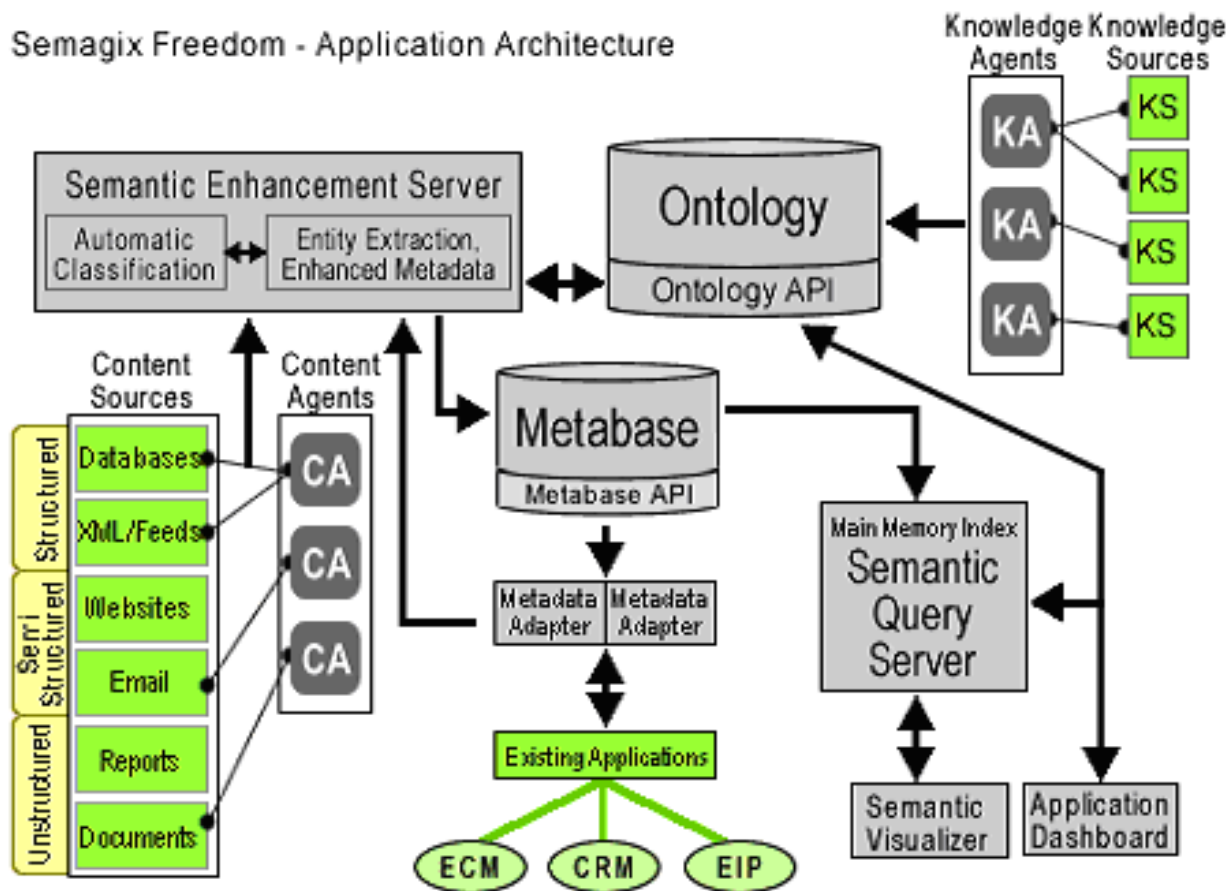 Semagix Freedom - Application Architecture
Knowledge Knowledge
Agents Sources
KA
KA
KA
KS
KS
KS
KS
Semantic Enhancement Server
Automatic
Classification
Entity Extraction,
Enhanced Metadata
Ontology
Ontology API
Content
Sources
Content
Agents
Structured
Semi
Structured
Unstructured
Databases
XML/Feeds
Websites
Email
Reports
Documents
CA
CA
CA
Metabase
Metabase API
Metadata
Adapter
Metadata
Adapter
Existing Applications
ECM
CRM
EIP
Main Memory Index
Semantic
Query
Server
Semantic
Visualizer
Application
Dashboard